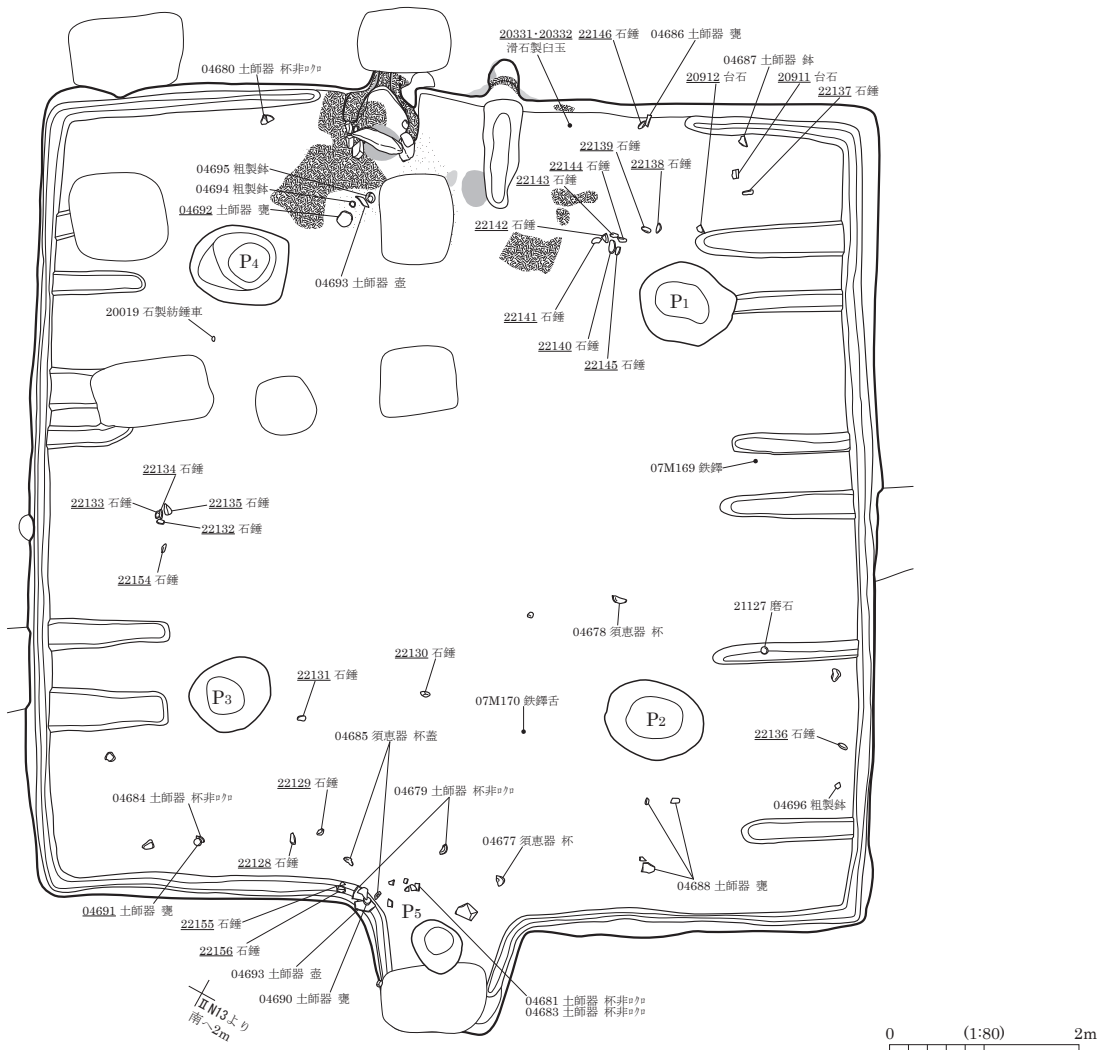 20331・20332 22146 石錘 04686 土師器 甕
滑石製臼玉
04687 土師器 鉢
04680 土師器 杯非ﾛｸﾛ
20912 台石
20911 台石
22137 石錘
22139 石錘
22144 石錘
22138 石錘
04695 粗製鉢
22143 石錘
04694 粗製鉢
04692 土師器 甕
22142 石錘
P4
04693 土師器 壺
P1
20019 石製紡錘車
22141 石錘
22140 石錘
22145 石錘
22134 石錘
07M169 鉄鐸
22133 石錘
22135 石錘
22132 石錘
22154 石錘
21127 磨石
04678 須恵器 杯
22130 石錘
22131 石錘
P3
07M170 鉄鐸舌
P2
04685 須恵器 杯蓋
22136 石錘
22129 石錘
04679 土師器 杯非ﾛｸﾛ
04684 土師器 杯非ﾛｸﾛ
04696 粗製鉢
04677 須恵器 杯
22128 石錘
04688 土師器 甕
04691 土師器 甕
P5
22155 石錘
22156 石錘
04693 土師器 壺
04690 土師器 甕
04681 土師器 杯非ﾛｸﾛ
04683 土師器 杯非ﾛｸﾛ
ⅡN13より
南へ2m
0 (1:80) 2m